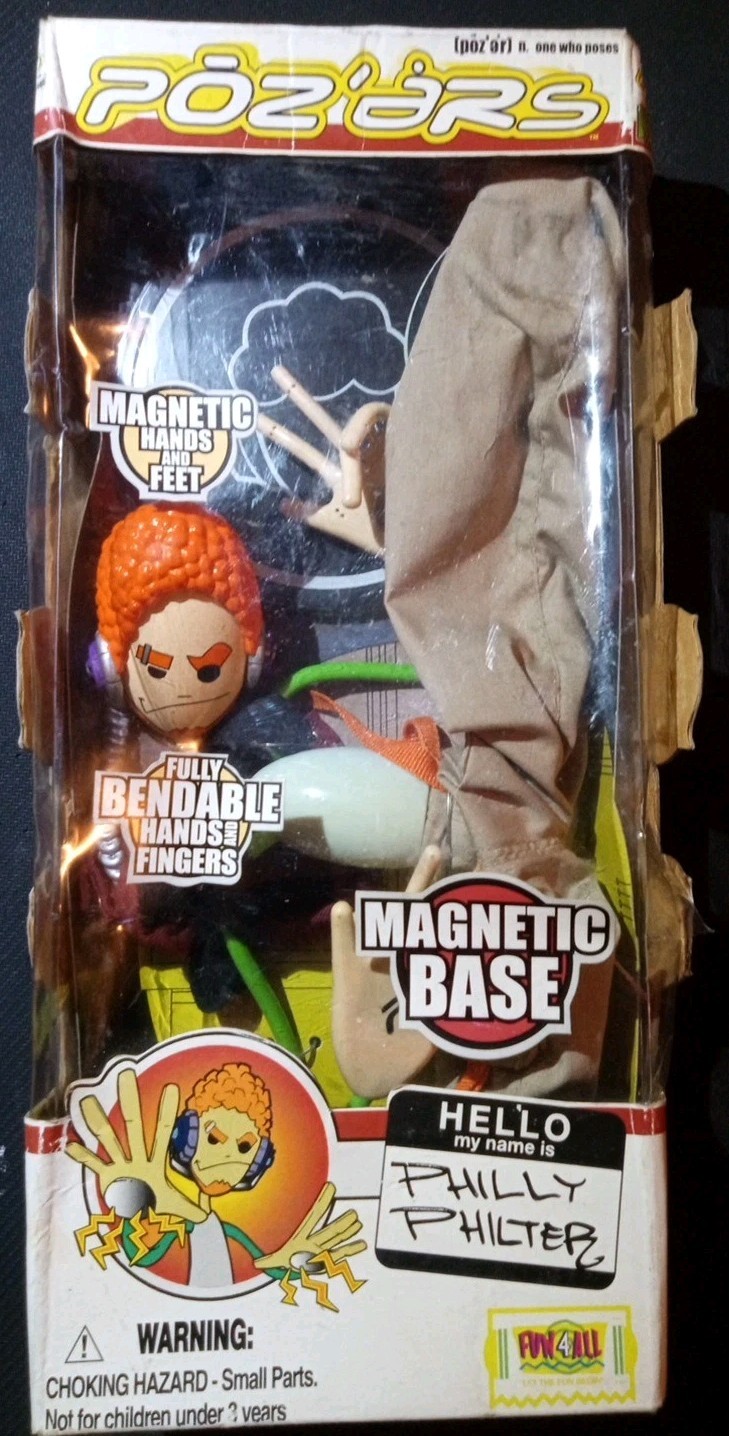 (pōz'ər) n. one who poses
PŌZ'ərS
TM
MAGNETIC
HANDS
AND
FEET
FULLY
BENDABLE
HANDS AND
FINGERS
MAGNETIC
BASE
HELLO
my name is
PHILLY
PHILTER
WARNING:
CHOKING HAZARD - Small Parts.
Not for children under 3 years
FUN 4 ALL